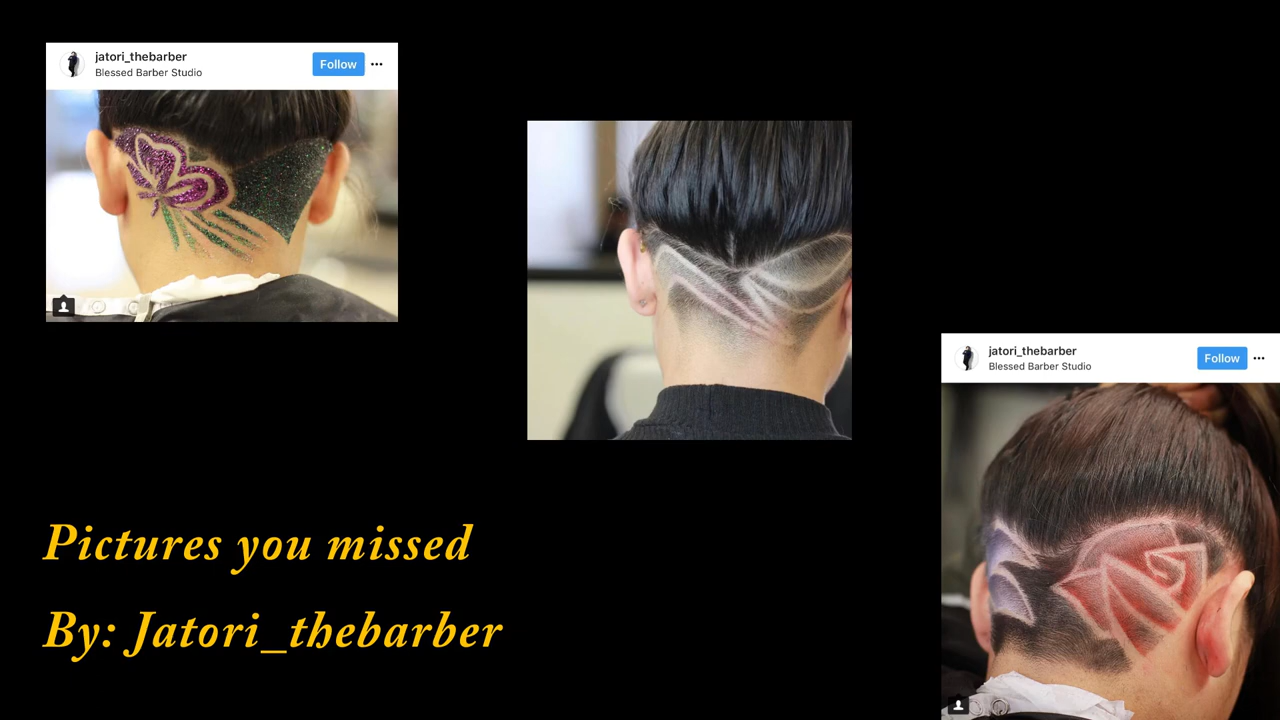 jatori_thebarber
Blessed Barber Studio
Follow
jatori_thebarber
Blessed Barber Studio
Follow
Pictures you missed
By: Jatori_thebarber